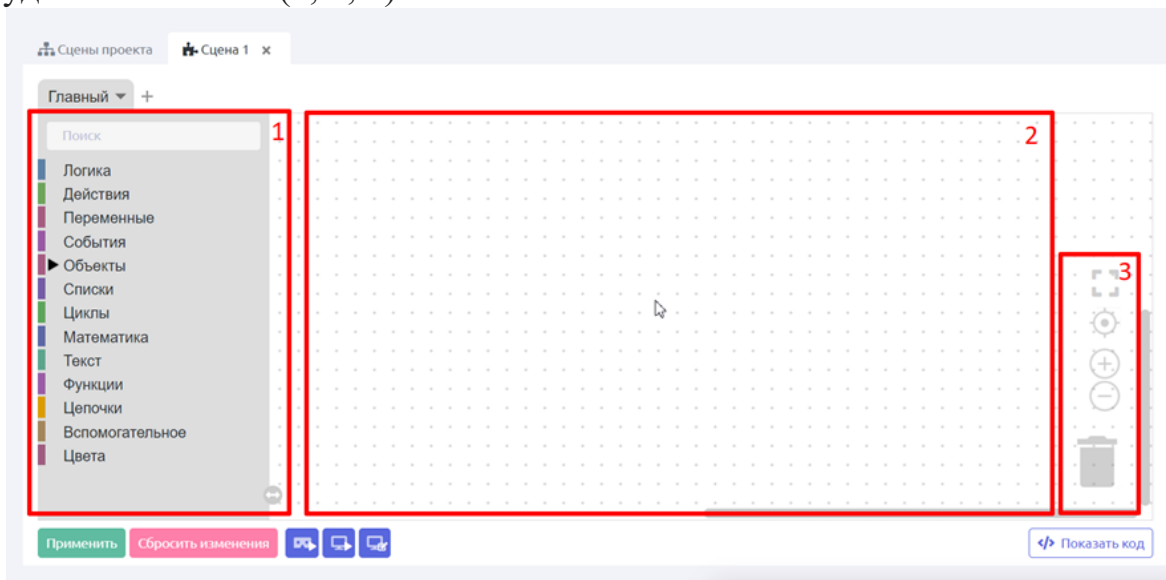 Сцены проекта Сцена 1 ×
Главный +
Поиск 1
2
Логика
Действия
Переменные
События
Объекты
3
Списки
Циклы
Математика
Текст
Функции
Цепочки
Вспомогательное
Цвета
Применить Сбросить изменения </> Показать код